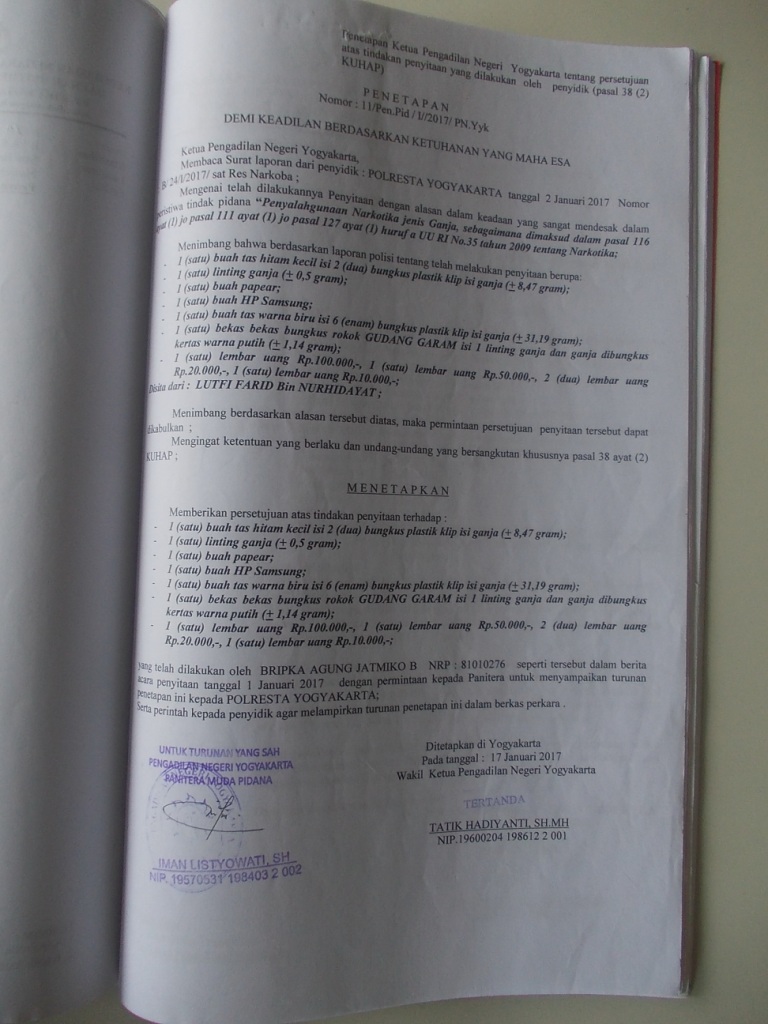 Penetapan Ketua Pengadilan Negeri Yogyakarta tentang persetujuan
atas tindakan penyitaan yang dilakukan oleh penyidik (pasal 38 (2)
KUHAP)
PENETAPAN
Nomor : 11/Pen.Pid / I//2017/ PN.Yyk
DEMI KEADILAN BERDASARKAN KETUHANAN YANG MAHA ESA
Ketua Pengadilan Negeri Yogyakarta,
Membaca Surat laporan dari penyidik : POLRESTA YOGYAKARTA tanggal 2 Januari 2017 Nomor
B/ 24/I/2017/ sat Res Narkoba ;
Mengenai telah dilakukannya Penyitaan dengan alasan dalam keadaan yang sangat mendesak dalam
peristiwa tindak pidana “Penyalahgunaan Narkotika jenis Ganja, sebagaimana dimaksud dalam pasal 116
ayat (1) jo pasal 111 ayat (1) jo pasal 127 ayat (1) huruf a UU RI No.35 tahun 2009 tentang Narkotika;
Menimbang bahwa berdasarkan laporan polisi tentang telah melakukan penyitaan berupa:
- 1 (satu) buah tas hitam kecil isi 2 (dua) bungkus plastik klip isi ganja (± 8,47 gram);
- 1 (satu) linting ganja (± 0,5 gram);
- 1 (satu) buah papear;
- 1 (satu) buah HP Samsung;
- 1 (satu) buah tas warna biru isi 6 (enam) bungkus plastik klip isi ganja (± 31,19 gram);
- 1 (satu) bekas bekas bungkus rokok GUDANG GARAM isi 1 linting ganja dan ganja dibungkus
kertas warna putih (± 1,14 gram);
- 1 (satu) lembar uang Rp.100.000,-, 1 (satu) lembar uang Rp.50.000,-, 2 (dua) lembar uang
Rp.20.000,-, 1 (satu) lembar uang Rp.10.000,-;
Disita dari : LUTFI FARID Bin NURHIDAYAT ;
Menimbang berdasarkan alasan tersebut diatas, maka permintaan persetujuan penyitaan tersebut dapat
dikabulkan ;
Mengingat ketentuan yang berlaku dan undang-undang yang bersangkutan khususnya pasal 38 ayat (2)
KUHAP ;
MENETAPKAN
Memberikan persetujuan atas tindakan penyitaan terhadap :
- 1 (satu) buah tas hitam kecil isi 2 (dua) bungkus plastik klip isi ganja (± 8,47 gram);
- 1 (satu) linting ganja (± 0,5 gram);
- 1 (satu) buah papear;
- 1 (satu) buah HP Samsung;
- 1 (satu) buah tas warna biru isi 6 (enam) bungkus plastik klip isi ganja (± 31,19 gram);
- 1 (satu) bekas bekas bungkus rokok GUDANG GARAM isi 1 linting ganja dan ganja dibungkus
kertas warna putih (± 1,14 gram);
- 1 (satu) lembar uang Rp.100.000,-, 1 (satu) lembar uang Rp.50.000,-, 2 (dua) lembar uang
Rp.20.000,-, 1 (satu) lembar uang Rp.10.000,-;
yang telah dilakukan oleh BRIPKA AGUNG JATMIKO B NRP : 81010276 seperti tersebut dalam berita
acara penyitaan tanggal 1 Januari 2017 dengan permintaan kepada Panitera untuk menyampaikan turunan
penetapan ini kepada POLRESTA YOGYAKARTA;
Serta perintah kepada penyidik agar melampirkan turunan penetapan ini dalam berkas perkara .
Ditetapkan di Yogyakarta
Pada tanggal : 17 Januari 2017
Wakil Ketua Pengadilan Negeri Yogyakarta
TERTANDA
TATIK HADIYANTI, SH.MH
NIP.19600204 198612 2 001
UNTUK TURUNAN YANG SAH
PENGADILAN NEGERI YOGYAKARTA
PANITERA MUDA PIDANA
IMAN LISTYOWATI, SH
NIP. 19570531 198403 2 002